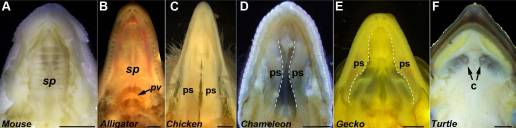 A
sp
Mouse
B
sp
pv
Alligator
C
ps ps
Chicken
D
ps ps
Chameleon
E
ps ps
Gecko
F
c
Turtle